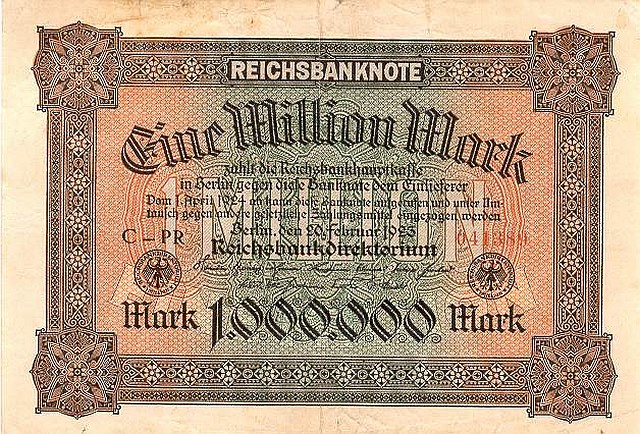 REICHSBANKNOTE
Eine Million Mark
zahlt die Reichsbankhauptkasse
in Berlin gegen diese Banknote dem Einlieferer
Vom 1. April 1924 ab kann diese Banknote aufgerufen und unter Um-
tausch gegen andere gesetzliche Zahlungsmittel eingezogen werden
Berlin, den 20. Februar 1923
C-PR Reichsbankdirektorium
Mark 1.000.000 Mark